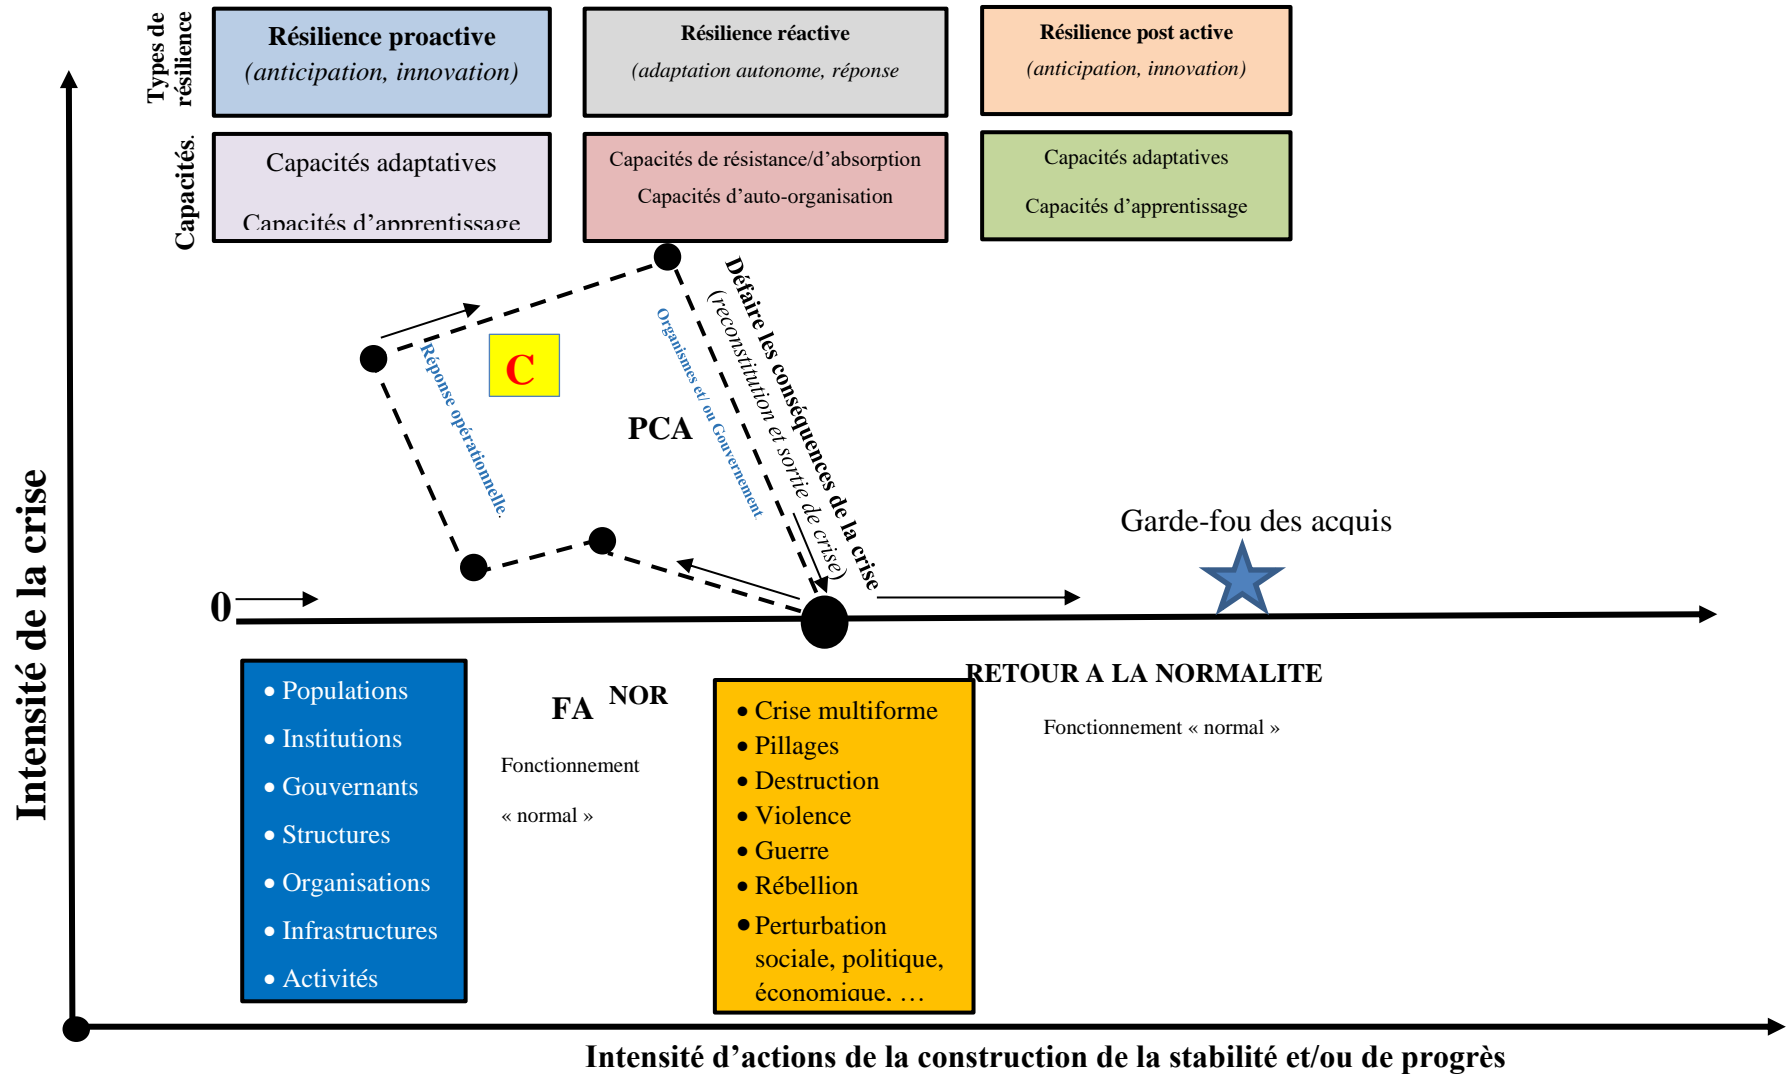 Types de
résilience
Résilience proactive
(anticipation, innovation)
Résilience réactive
(adaptation autonome, réponse
Résilience post active
(anticipation, innovation)
Capacités.
Capacités adaptatives
Capacités d’apprentissage
Capacités de résistance/d’absorption
Capacités d’auto-organisation
Capacités adaptatives
Capacités d’apprentissage
Intensité de la crise
Réponse opérationnelle.
C
PCA
Organismes et/ ou Gouvernement
Défaire les conséquences de la crise
(reconstitution et sortie de crise)
Garde-fou des acquis
0
• Populations
• Institutions
• Gouvernants
• Structures
• Organisations
• Infrastructures
• Activités
FA NOR
Fonctionnement
« normal »
• Crise multiforme
• Pillages
• Destruction
• Violence
• Guerre
• Rébellion
• Perturbation
sociale, politique,
économique, …
RETOUR A LA NORMALITE
Fonctionnement « normal »
Intensité d’actions de la construction de la stabilité et/ou de progrès